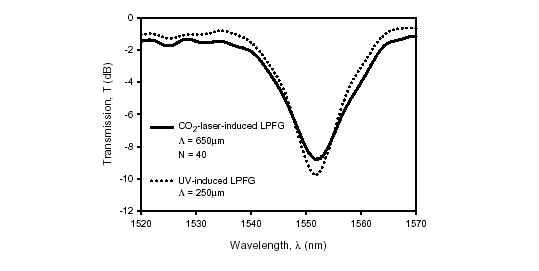 0
-2
-4
-6
-8
-10
-12
Transmission, T (dB)
CO₂-laser-induced LPFG
Λ = 650μm
N = 40
UV-induced LPFG
Λ = 250μm
1520 1530 1540 1550 1560 1570
Wavelength, λ (nm)